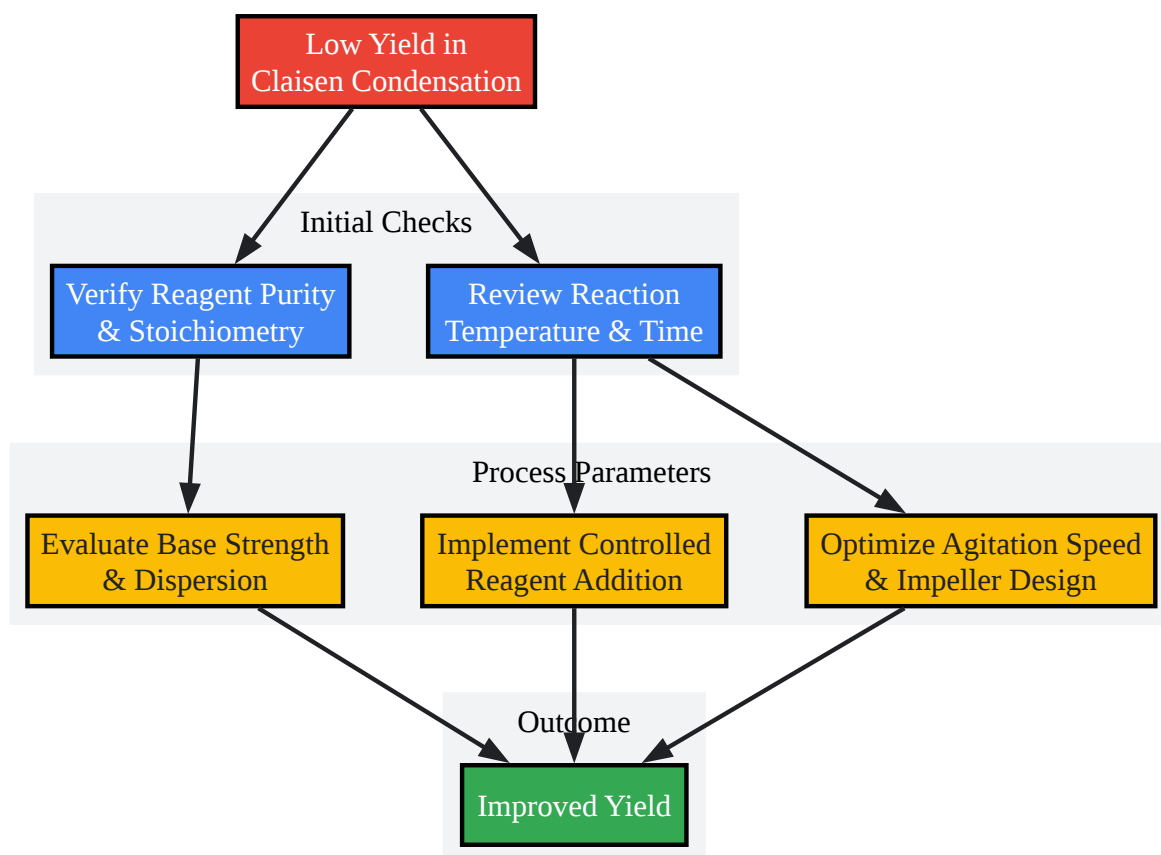 Low Yield in
Claisen Condensation
Initial Checks
Verify Reagent Purity
& Stoichiometry
Review Reaction
Temperature & Time
Process Parameters
Evaluate Base Strength
& Dispersion
Implement Controlled
Reagent Addition
Optimize Agitation Speed
& Impeller Design
Outcome
Improved Yield